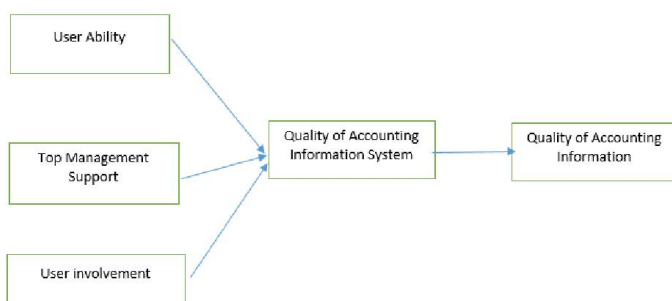 User Ability
Top Management
Support
User involvement
Quality of Accounting
Information System
Quality of Accounting
Information